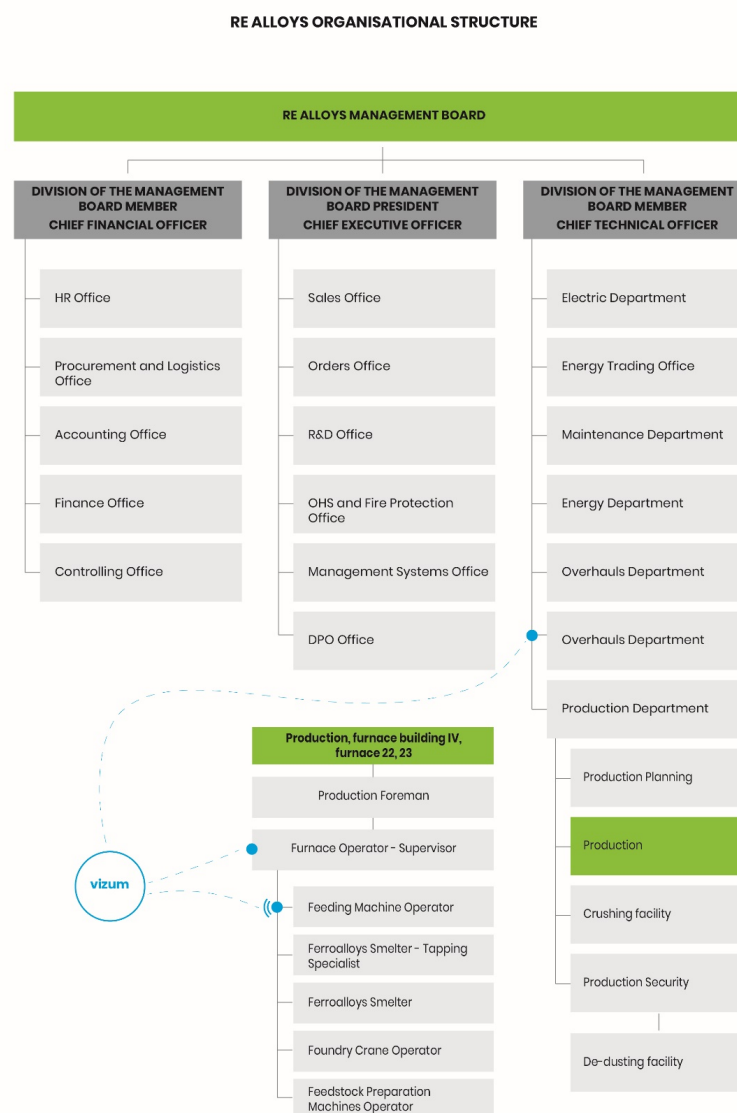 RE ALLOYS ORGANISATIONAL STRUCTURE
RE ALLOYS MANAGEMENT BOARD
DIVISION OF THE MANAGEMENT
BOARD MEMBER
CHIEF FINANCIAL OFFICER
HR Office
Procurement and Logistics
Office
Accounting Office
Finance Office
Controlling Office
DIVISION OF THE MANAGEMENT
BOARD PRESIDENT
CHIEF EXECUTIVE OFFICER
Sales Office
Orders Office
R&D Office
OHS and Fire Protection
Office
Management Systems Office
DPO Office
DIVISION OF THE MANAGEMENT
BOARD MEMBER
CHIEF TECHNICAL OFFICER
Electric Department
Energy Trading Office
Maintenance Department
Energy Department
Overhauls Department
Overhauls Department
Production Department
Production Planning
Production
Crushing facility
Production Security
De-dusting facility
Production, furnace building IV,
furnace 22, 23
Production Foreman
Furnace Operator - Supervisor
Feeding Machine Operator
Ferroalloys Smelter - Tapping
Specialist
Ferroalloys Smelter
Foundry Crane Operator
Feedstock Preparation
Machines Operator
vizum